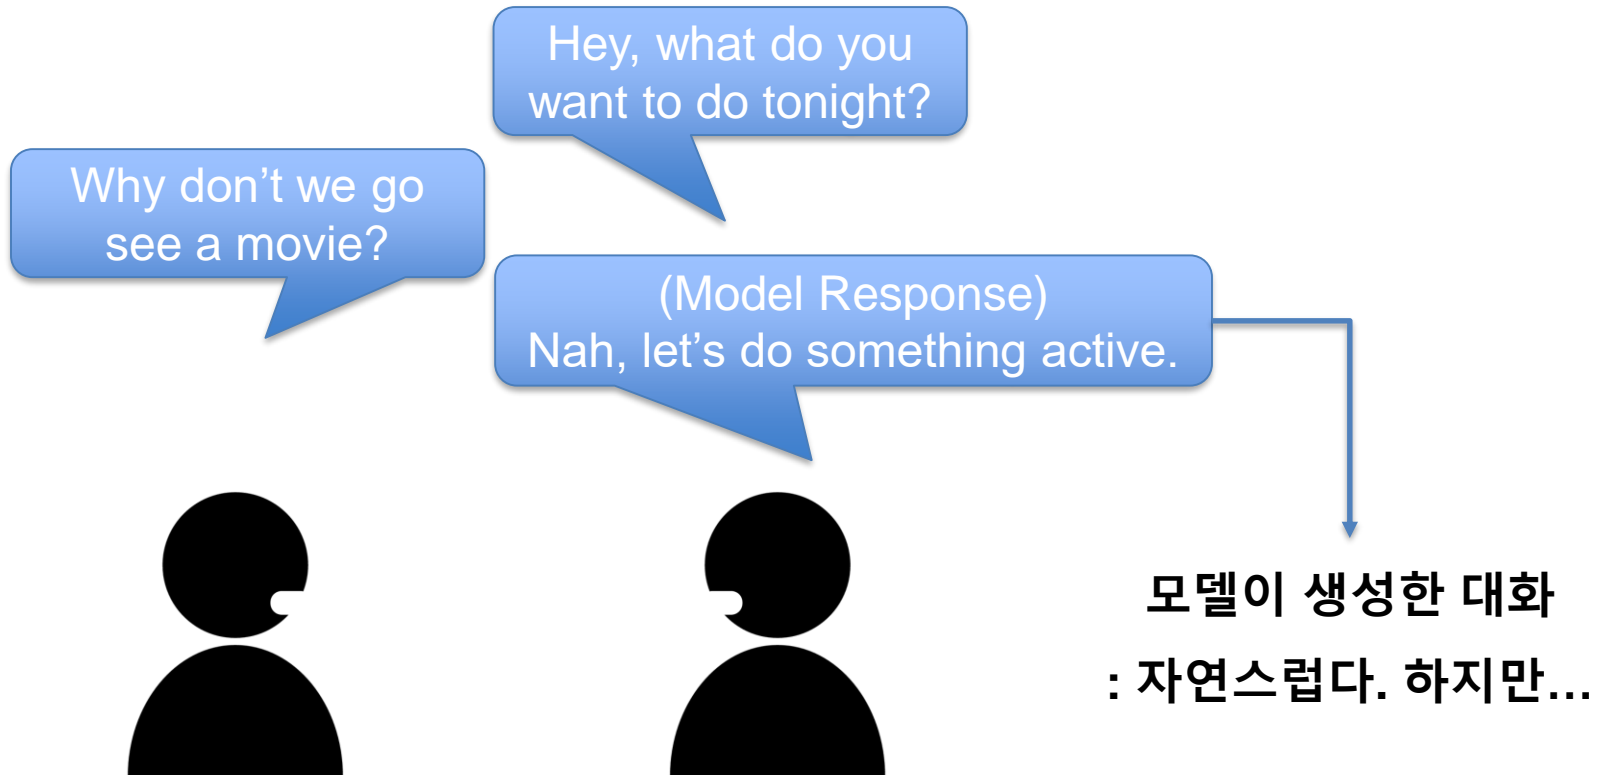 Hey, what do you
want to do tonight?
Why don’t we go
see a movie?
(Model Response)
Nah, let’s do something active.
모델이 생성한 대화
: 자연스럽다. 하지만…